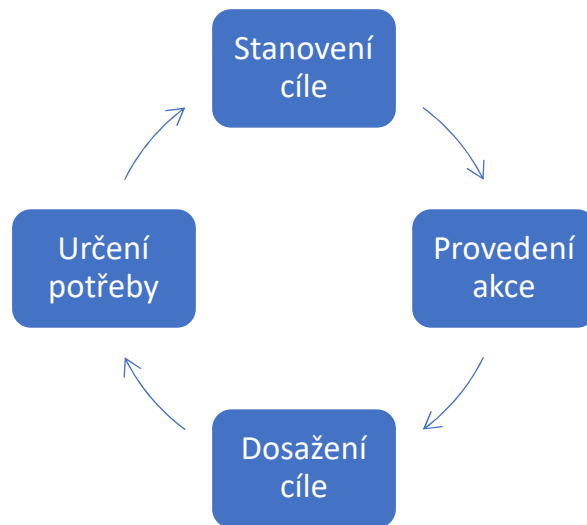 Stanovení
cíle
Provedení
akce
Dosažení
cíle
Určení
potřeby